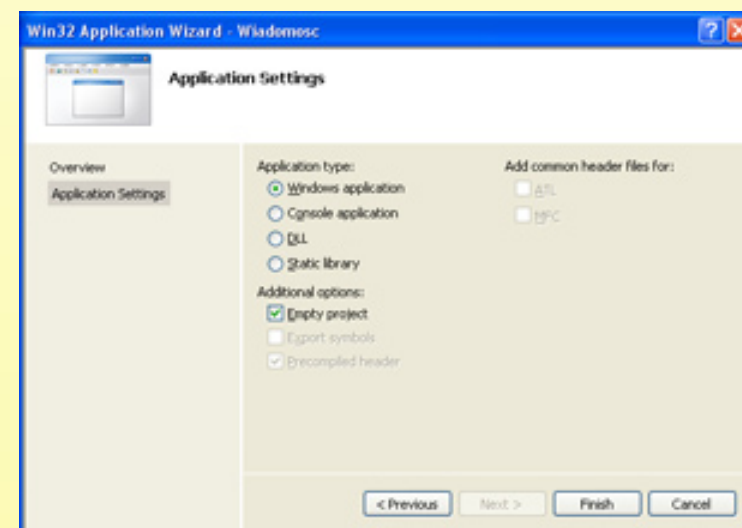 Win32 Application Wizard - Wiadomosc
Application Settings
Overview
Application Settings
Application type:
Windows application
Console application
DLL
Static library
Additional options:
Empty project
Export symbols
Precompiled header
Add common header files for:
ATL
MFC
< Previous
Next >
Finish
Cancel